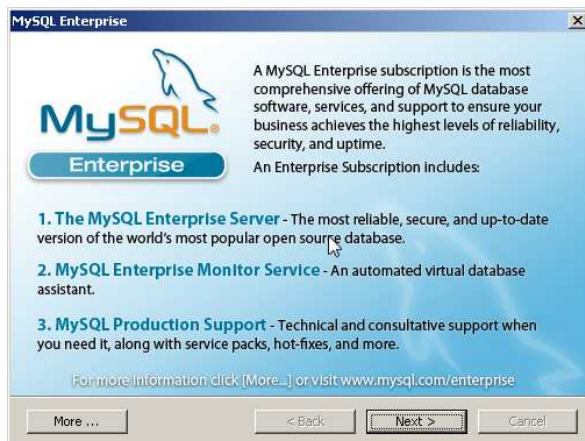 MySQL Enterprise
MySQL®
Enterprise
A MySQL Enterprise subscription is the most
comprehensive offering of MySQL database
software, services, and support to ensure your
business achieves the highest levels of reliability,
security, and uptime.
An Enterprise Subscription includes:
1. The MySQL Enterprise Server - The most reliable, secure, and up-to-date
version of the world's most popular open source database.
2. MySQL Enterprise Monitor Service - An automated virtual database
assistant.
3. MySQL Production Support - Technical and consultative support when
you need it, along with service packs, hot-fixes, and more.
For more information click [More...] or visit www.mysql.com/enterprise
More ...
< Back
Next >
Cancel